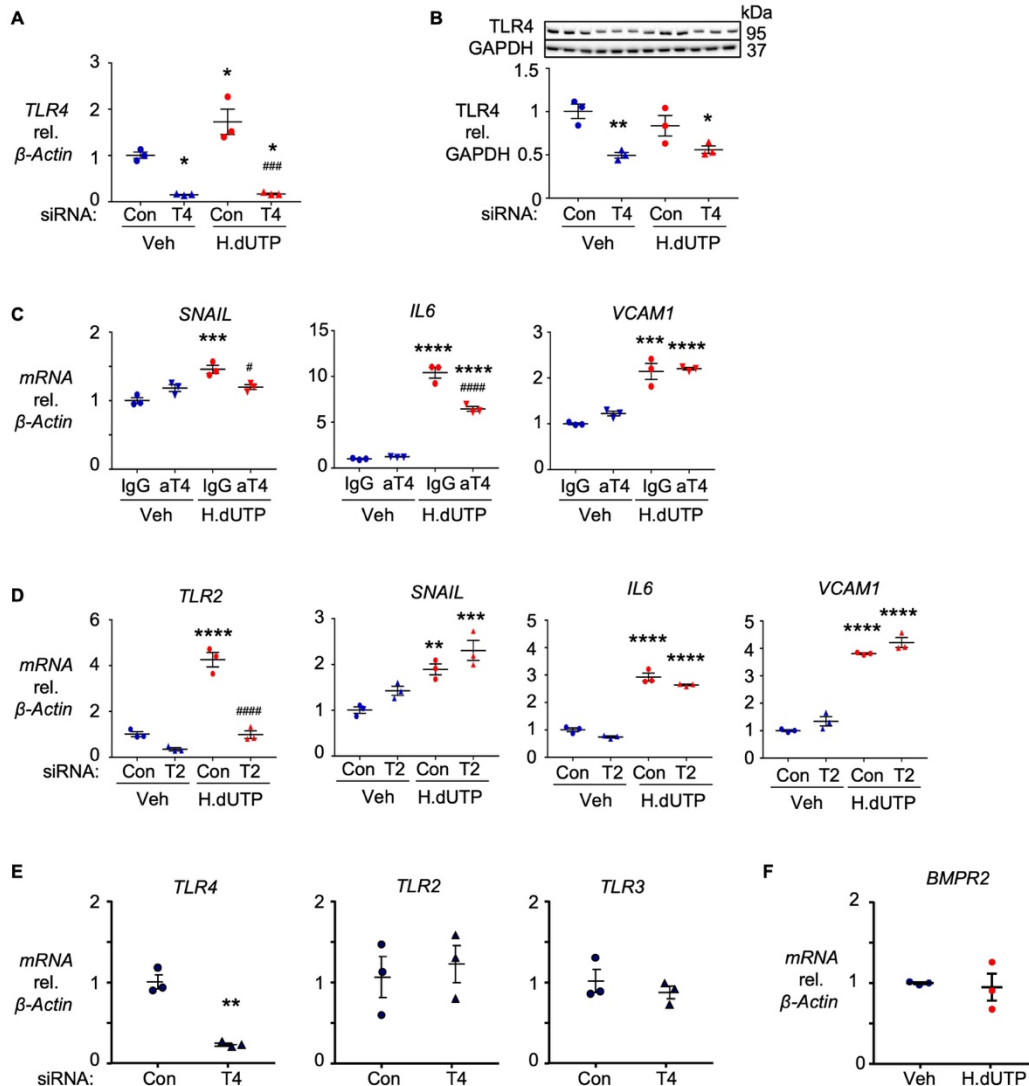 A
TLR4
rel.
β-Actin
3
2
1
0
*
*
*
*
###
siRNA:
Con T4 Con T4
Veh H.dUTP
B
kDa
TLR4 95
GAPDH 37
TLR4
rel.
GAPDH
1.5
1
0.5
0
**
*
siRNA:
Con T4 Con T4
Veh H.dUTP
C
mRNA
rel.
β-Actin
SNAIL
2
1
0
***
#
IgG aT4 IgG aT4
Veh H.dUTP
IL6
15
10
5
0
****
****
####
IgG aT4 IgG aT4
Veh H.dUTP
VCAM1
3
2
1
0
*** ****
IgG aT4 IgG aT4
Veh H.dUTP
D
mRNA
rel.
β-Actin
TLR2
6
4
2
0
****
####
siRNA:
Con T2 Con T2
Veh H.dUTP
SNAIL
3
2
1
0
**
***
Con T2 Con T2
Veh H.dUTP
IL6
5
4
3
2
1
0
****
****
Con T2 Con T2
Veh H.dUTP
VCAM1
5
4
3
2
1
0
****
****
Con T2 Con T2
Veh H.dUTP
E
mRNA
rel.
β-Actin
TLR4
2
1
0
**
siRNA:
Con T4
TLR2
2
1
0
Con T4
TLR3
2
1
0
Con T4
F
BMPR2
mRNA
rel.
β-Actin
2
1
0
Veh H.dUTP